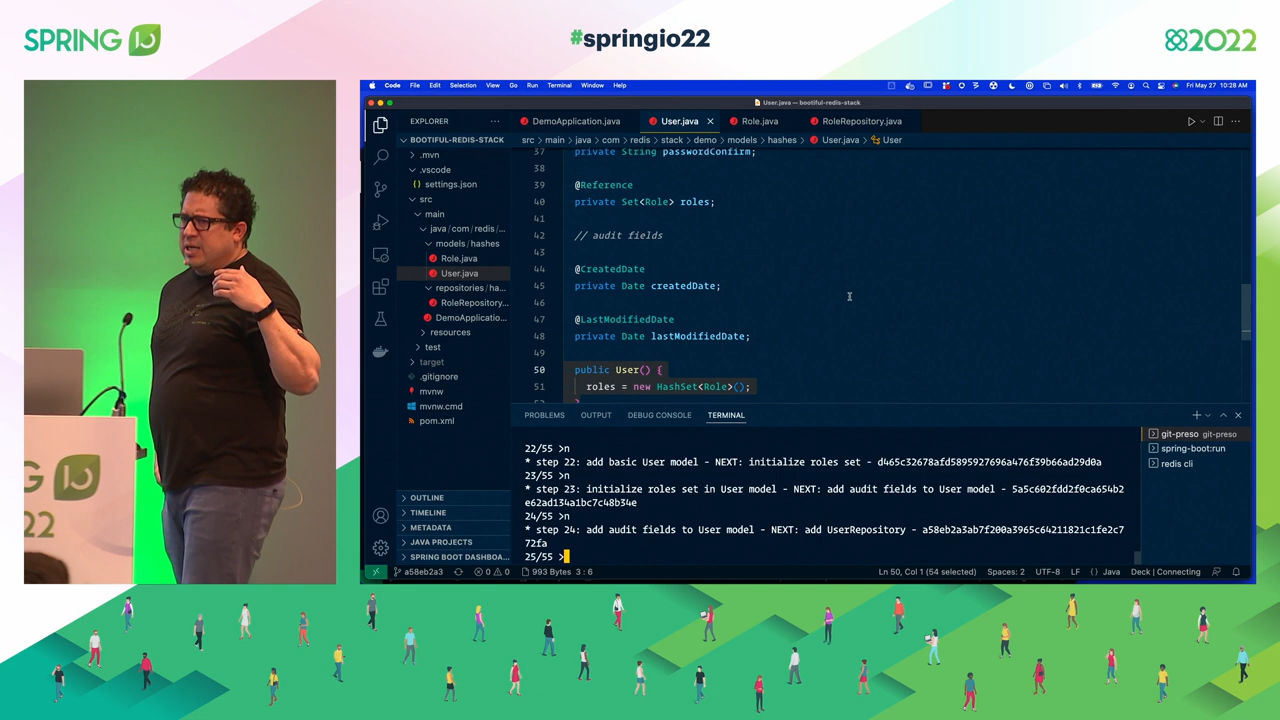 SPRING IO
#springio22
2022
Code File Edit Selection View Go Run Terminal Window Help
Fri May 27 10:28 AM
User.java — bootiful-redis-stack
EXPLORER
DemoApplication.java
User.java
Role.java
RoleRepository.java
BOOTIFUL-REDIS-STACK
src > main > java > com > redis > stack > demo > models > hashes > User.java > User
.mvn
.vscode
{} settings.json
src
main
java/com/redis/...
models/hashes
Role.java
User.java
repositories/ha...
RoleRepository...
DemoApplicatio...
resources
test
target
.gitignore
mvnw
mvnw.cmd
pom.xml
OUTLINE
TIMELINE
METADATA
JAVA PROJECTS
SPRING BOOT DASHBOA...
37 private String passwordConfirm;
38
39 @Reference
40 private Set<Role> roles;
41
42 // audit fields
43
44 @CreatedDate
45 private Date createdDate;
46
47 @LastModifiedDate
48 private Date lastModifiedDate;
49
50 public User() {
51 roles = new HashSet<Role>();
PROBLEMS OUTPUT DEBUG CONSOLE TERMINAL
22/55 >n
* step 22: add basic User model - NEXT: initialize roles set - d465c32678afd5895927696a476f39b66ad29d0a
23/55 >n
* step 23: initialize roles set in User model - NEXT: add audit fields to User model - 5a5c602fdd2f0ca654b2
e62ad134a1bc7c48b34e
24/55 >n
* step 24: add audit fields to User model - NEXT: add UserRepository - a58eb2a3ab7f200a3965c64211821c1fe2c7
72fa
25/55 >
git-preso git-preso
spring-boot:run
redis cli
a58eb2a3
0 0
993 Bytes
3 : 6
Ln 50, Col 1 (54 selected)
Spaces: 2
UTF-8
LF
{} Java
Deck | Connecting
G IO
22